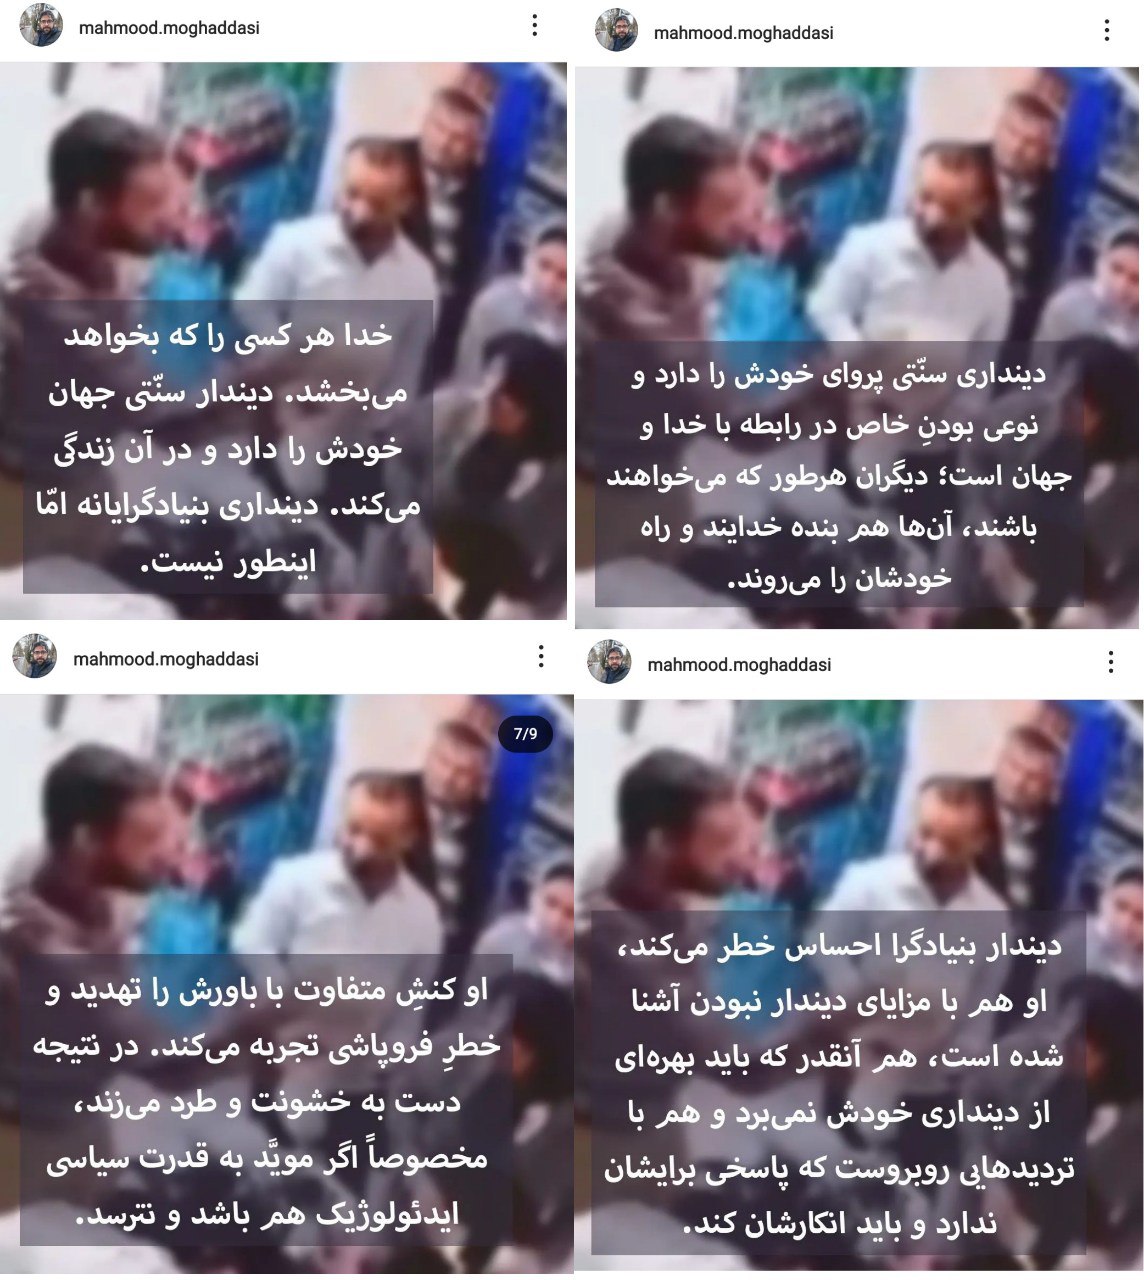 mahmood.moghaddasi
دینداری سنّتی پروای خودش را دارد و
نوعی بودنِ خاص در رابطه با خدا و
جهان است؛ دیگران هرطور که می‌خواهند
باشند، آن‌ها هم بنده خدایند و راه
خودشان را می‌روند.
mahmood.moghaddasi
خدا هر کسی را که بخواهد
می‌بخشد. دیندار سنّتی جهان
خودش را دارد و در آن زندگی
می‌کند. دینداری بنیادگرایانه امّا
اینطور نیست.
mahmood.moghaddasi
دیندار بنیادگرا احساس خطر می‌کند،
او هم با مزایای دیندار نبودن آشنا
شده است، هم آنقدر که باید بهره‌ای
از دینداری خودش نمی‌برد و هم با
تردیدهایی روبروست که پاسخی برایشان
ندارد و باید انکارشان کند.
mahmood.moghaddasi
7/9
او کنشِ متفاوت با باورش را تهدید و
خطرِ فروپاشی تجربه می‌کند. در نتیجه
دست به خشونت و طرد می‌زند،
مخصوصاً اگر مویَّد به قدرت سیاسی
ایدئولوژیک هم باشد و نترسد.